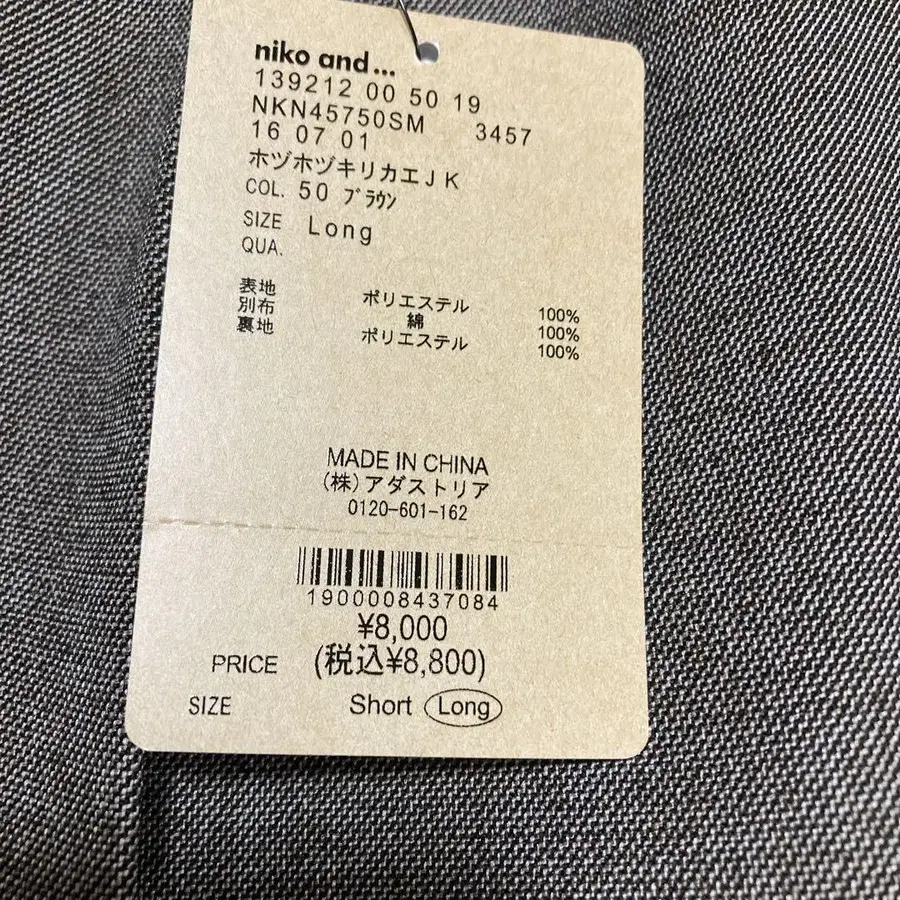 niko and...
139212 00 50 19
NKN45750SM 3457
16 07 01
ホヅホヅキリカエJK
COL. 50 ブラウン
SIZE Long
QUA.
表地 ポリエステル 100%
別布 綿 100%
裏地 ポリエステル 100%
MADE IN CHINA
(株)アダストリア
0120-601-162
1900008437084
¥8,000
PRICE (税込¥8,800)
SIZE Short Long